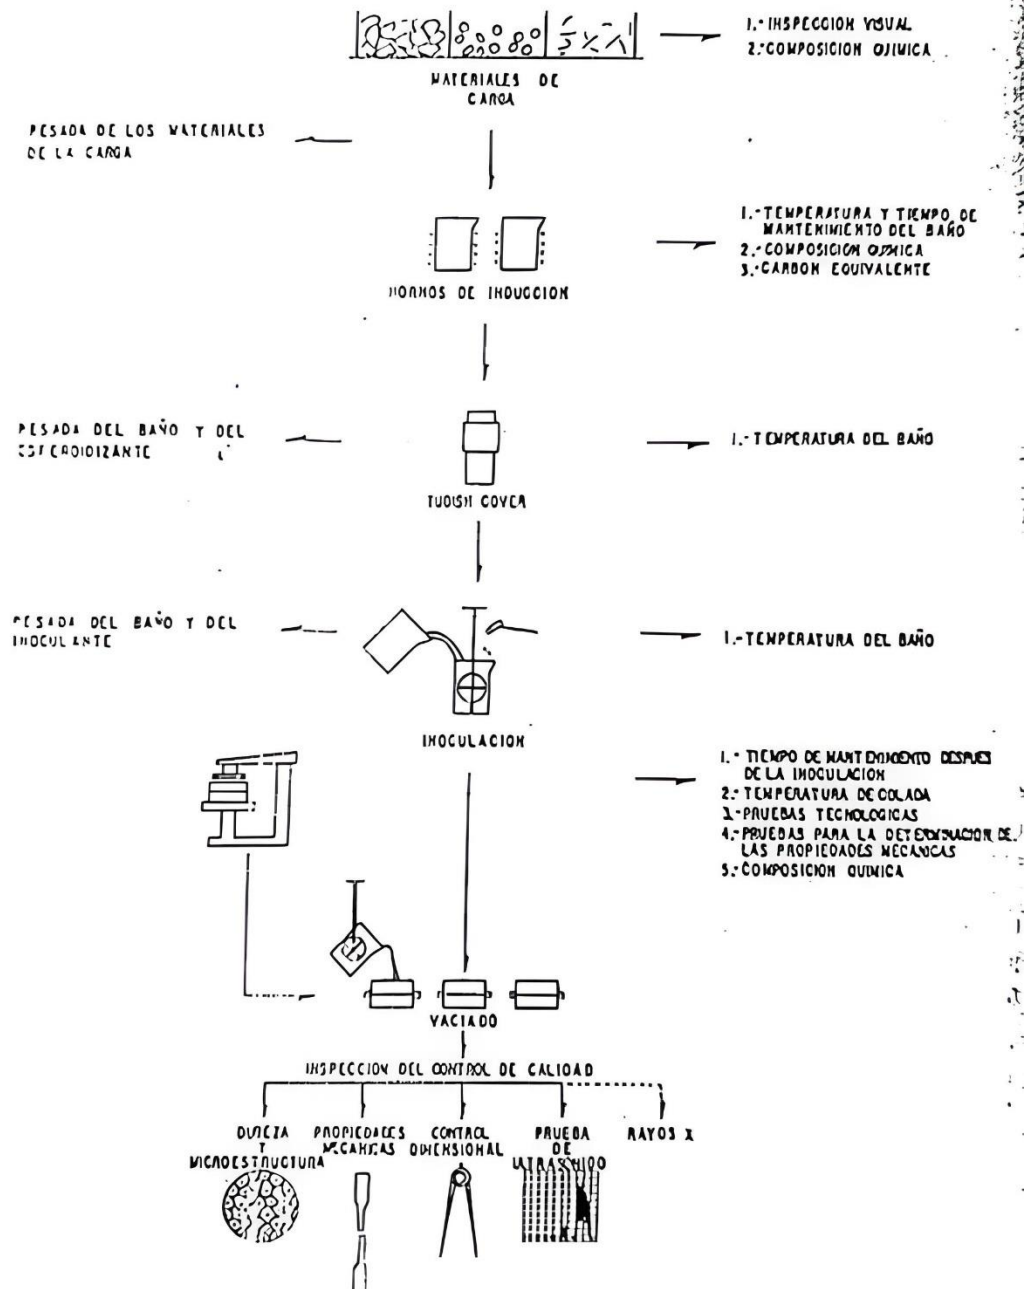 1.- INSPECCION VISUAL
2.- COMPOSICION QUIMICA
MATERIALES DE
CARGA
PESADA DE LOS MATERIALES
DE LA CARGA
1.- TEMPERATURA Y TIEMPO DE
MANTENIMIENTO DEL BAÑO
2.- COMPOSICION QUIMICA
3.- CARBON EQUIVALENTE
HORNOS DE INDUCCION
PESADA DEL BAÑO Y DEL
ESFEROIDIZANTE
1.- TEMPERATURA DEL BAÑO
TUDISH COVER
PESADA DEL BAÑO Y DEL
INOCULANTE
1.- TEMPERATURA DEL BAÑO
INOCULACION
1.- TIEMPO DE MANTENIMIENTO DESPUES
DE LA INOCULACION
2.- TEMPERATURA DE COLADA
3.- PRUEBAS TECNOLOGICAS
4.- PRUEBAS PARA LA DETERMINACION DE
LAS PROPIEDADES MECANICAS
5.- COMPOSICION QUIMICA
VACIADO
INSPECCION DEL CONTROL DE CALIDAD
DUREZA
Y
MICROESTRUCTURA
PROPIEDADES
MECANICAS
CONTROL
DIMENSIONAL
PRUEBA
DE
ULTRASONIDO
RAYOS X